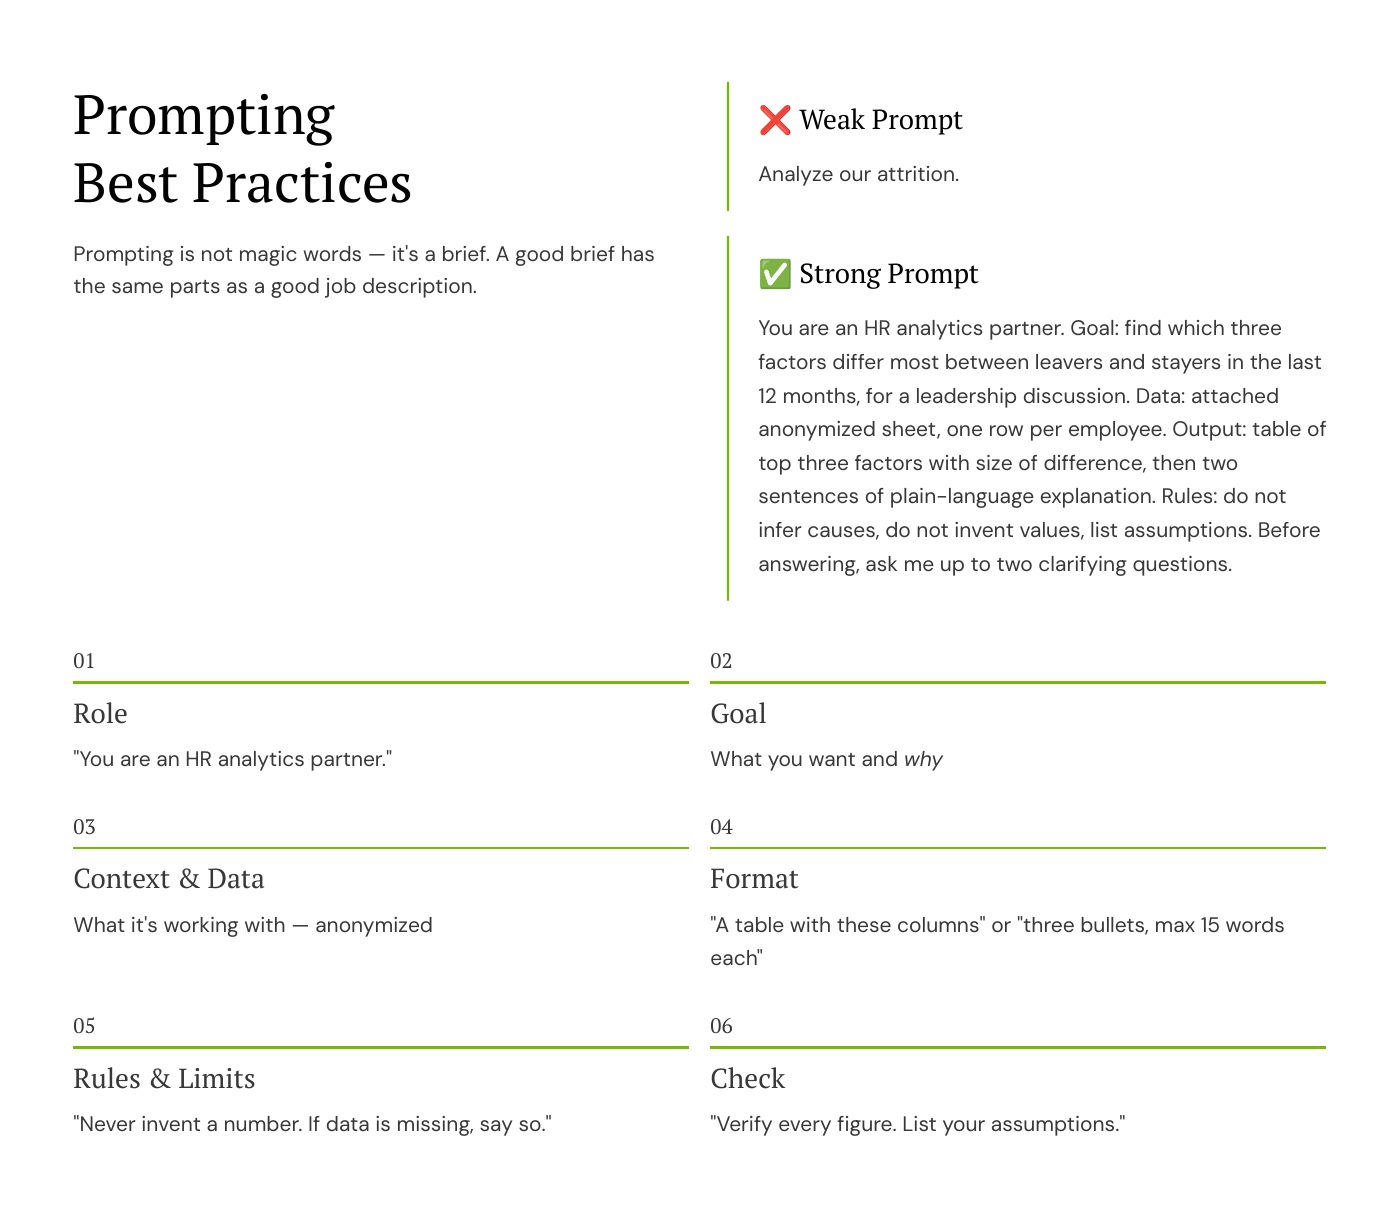 Prompting
Best Practices
Prompting is not magic words — it's a brief. A good brief has
the same parts as a good job description.
❌ Weak Prompt
Analyze our attrition.
✅ Strong Prompt
You are an HR analytics partner. Goal: find which three
factors differ most between leavers and stayers in the last
12 months, for a leadership discussion. Data: attached
anonymized sheet, one row per employee. Output: table of
top three factors with size of difference, then two
sentences of plain-language explanation. Rules: do not
infer causes, do not invent values, list assumptions. Before
answering, ask me up to two clarifying questions.
01
Role
"You are an HR analytics partner."
02
Goal
What you want and why
03
Context & Data
What it's working with — anonymized
04
Format
"A table with these columns" or "three bullets, max 15 words
each"
05
Rules & Limits
"Never invent a number. If data is missing, say so."
06
Check
"Verify every figure. List your assumptions."